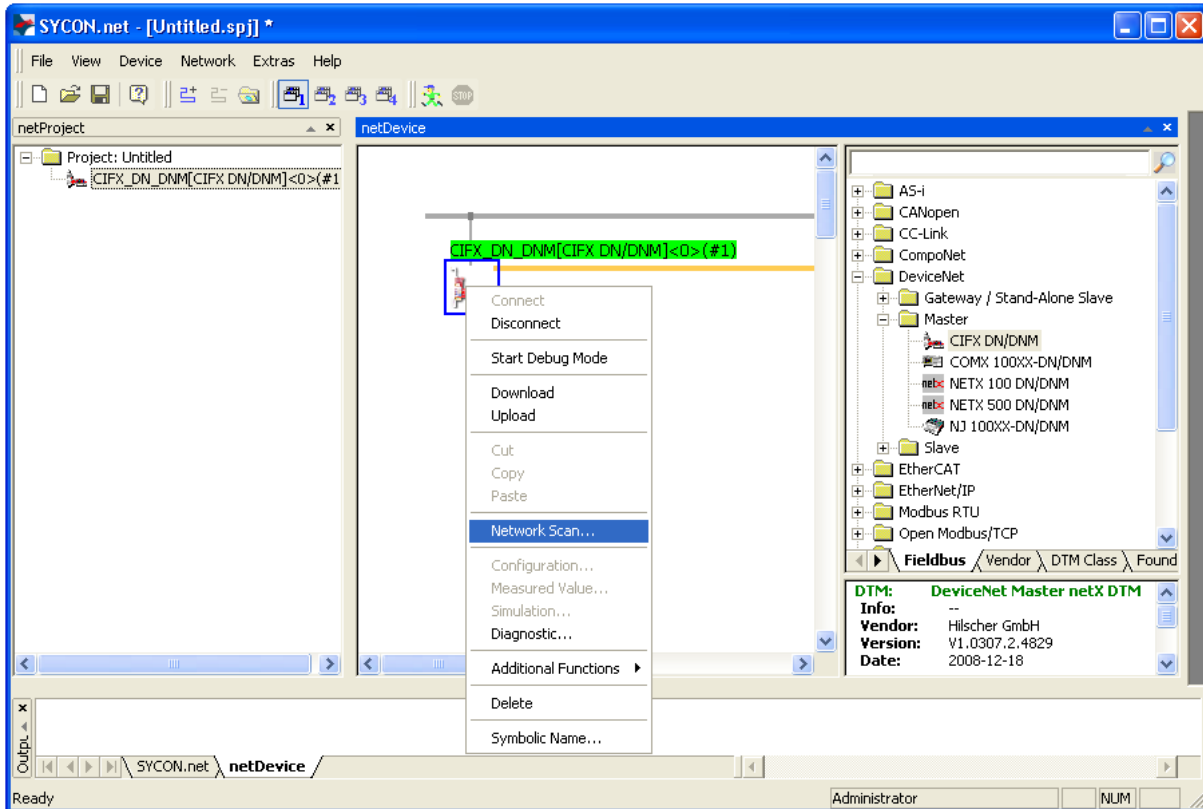 SYCON.net - [Untitled.spj] *
File View Device Network Extras Help
netProject
netDevice
Project: Untitled
CIFX_DN_DNM[CIFX DN/DNM]<0>(#1
CIFX_DN_DNM[CIFX DN/DNM]<0>(#1)
Connect
Disconnect
Start Debug Mode
Download
Upload
Cut
Copy
Paste
Network Scan...
Configuration...
Measured Value...
Simulation...
Diagnostic...
Additional Functions
Delete
Symbolic Name...
AS-i
CANopen
CC-Link
CompoNet
DeviceNet
Gateway / Stand-Alone Slave
Master
CIFX DN/DNM
COMX 100XX-DN/DNM
NETX 100 DN/DNM
NETX 500 DN/DNM
NJ 100XX-DN/DNM
Slave
EtherCAT
EtherNet/IP
Modbus RTU
Open Modbus/TCP
Fieldbus Vendor DTM Class Found
DTM: DeviceNet Master netX DTM
Info: --
Vendor: Hilscher GmbH
Version: V1.0307.2.4829
Date: 2008-12-18
SYCON.net netDevice
Ready Administrator NUM